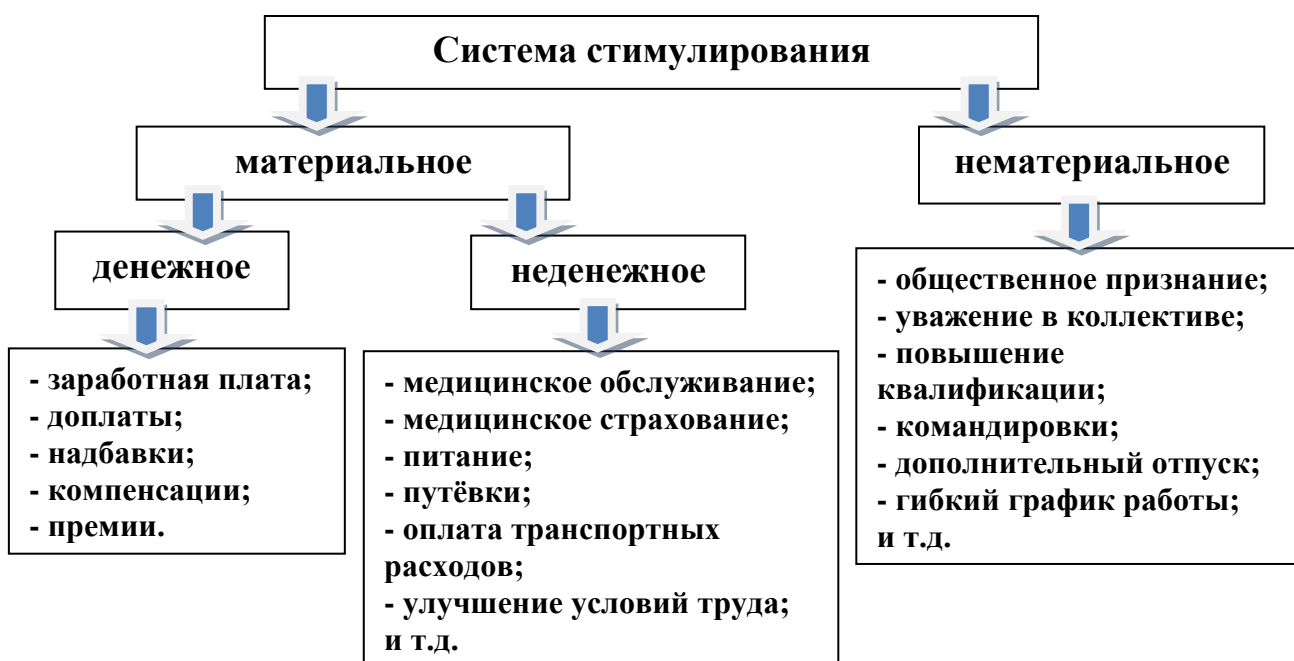 Система стимулирования
материальное
нематериальное
денежное
неденежное
- заработная плата;
- доплаты;
- надбавки;
- компенсации;
- премии.
- медицинское обслуживание;
- медицинское страхование;
- питание;
- путёвки;
- оплата транспортных
расходов;
- улучшение условий труда;
и т.д.
- общественное признание;
- уважение в коллективе;
- повышение
квалификации;
- командировки;
- дополнительный отпуск;
- гибкий график работы;
и т.д.